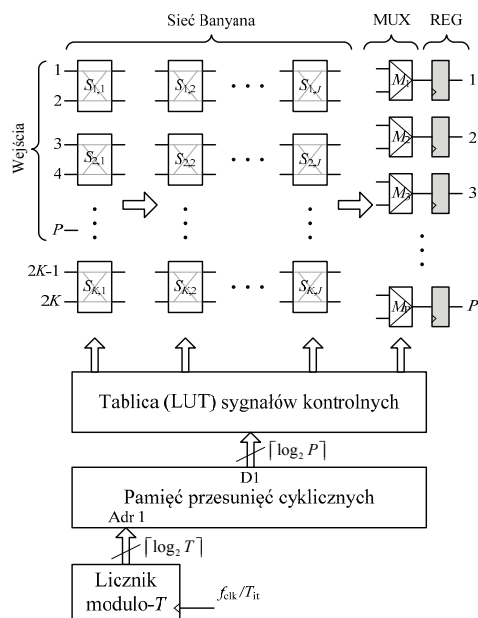 Sieć Banyana MUX REG
Wejścia
1 S1,1 S1,2 . . . S1,J M1 1
2
3 S2,1 S2,2 . . . S2,J M2 2
4
M3 3
P
2K-1 SK,1 SK,2 . . . SK,J MP P
2K
Tablica (LUT) sygnałów kontrolnych
⌈log2 P⌉
D1
Pamięć przesunięć cyklicznych
Adr 1
⌈log2 T⌉
Licznik
modulo-T
fclk/Tit